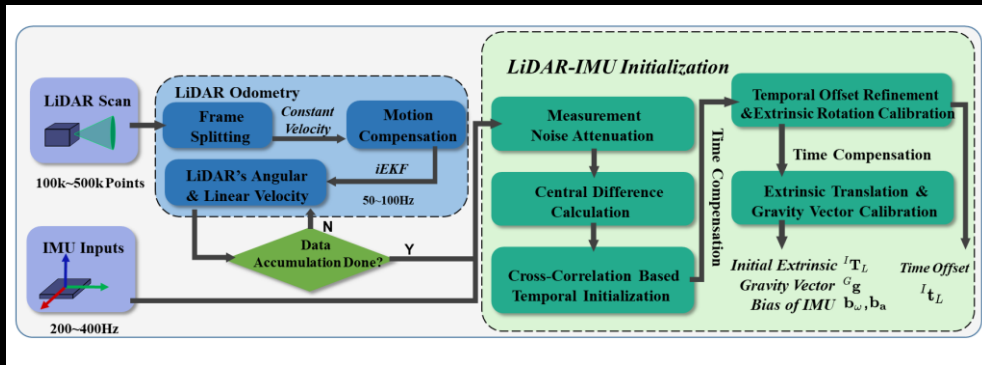 LiDAR Scan
100k~500k Points
IMU Inputs
200~400Hz
LiDAR Odometry
Frame
Splitting
Constant
Velocity
Motion
Compensation
iEKF
LiDAR's Angular
& Linear Velocity
50~100Hz
N
Data
Accumulation Done?
Y
LiDAR-IMU Initialization
Measurement
Noise Attenuation
Central Difference
Calculation
Cross-Correlation Based
Temporal Initialization
Time Compensation
Temporal Offset Refinement
&Extrinsic Rotation Calibration
Time Compensation
Extrinsic Translation &
Gravity Vector Calibration
Initial Extrinsic ᴵT_L
Gravity Vector ᴳg
Bias of IMU b_ω, b_a
Time Offset
ᴵt_L